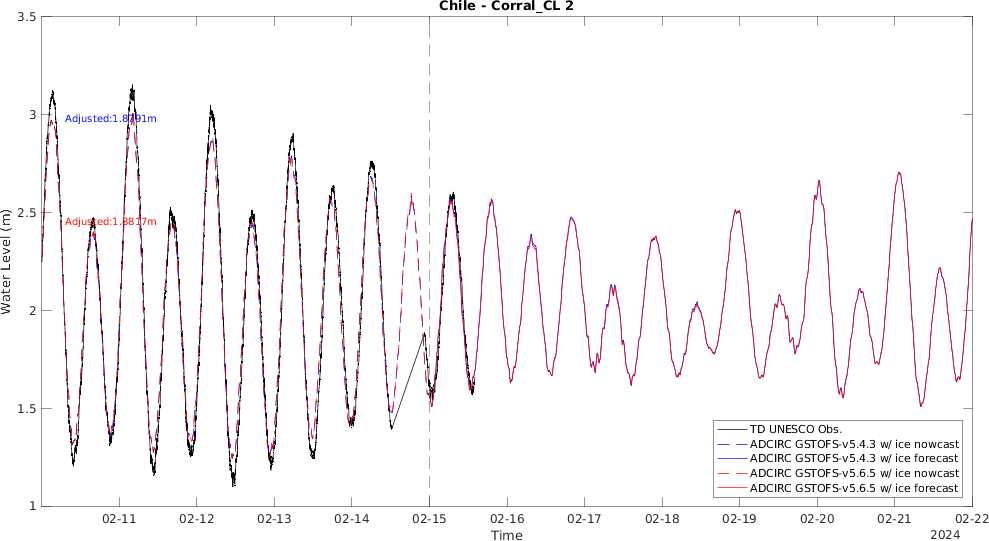 Chile - Corral_CL 2
3.5
3
2.5
2
1.5
1
Water Level (m)
Adjusted:1.8791m
Adjusted:1.8817m
02-11
02-12
02-13
02-14
02-15
02-16
02-17
02-18
02-19
02-20
02-21
02-22
2024
Time
TD UNESCO Obs.
ADCIRC GSTOFS-v5.4.3 w/ ice nowcast
ADCIRC GSTOFS-v5.4.3 w/ ice forecast
ADCIRC GSTOFS-v5.6.5 w/ ice nowcast
ADCIRC GSTOFS-v5.6.5 w/ ice forecast